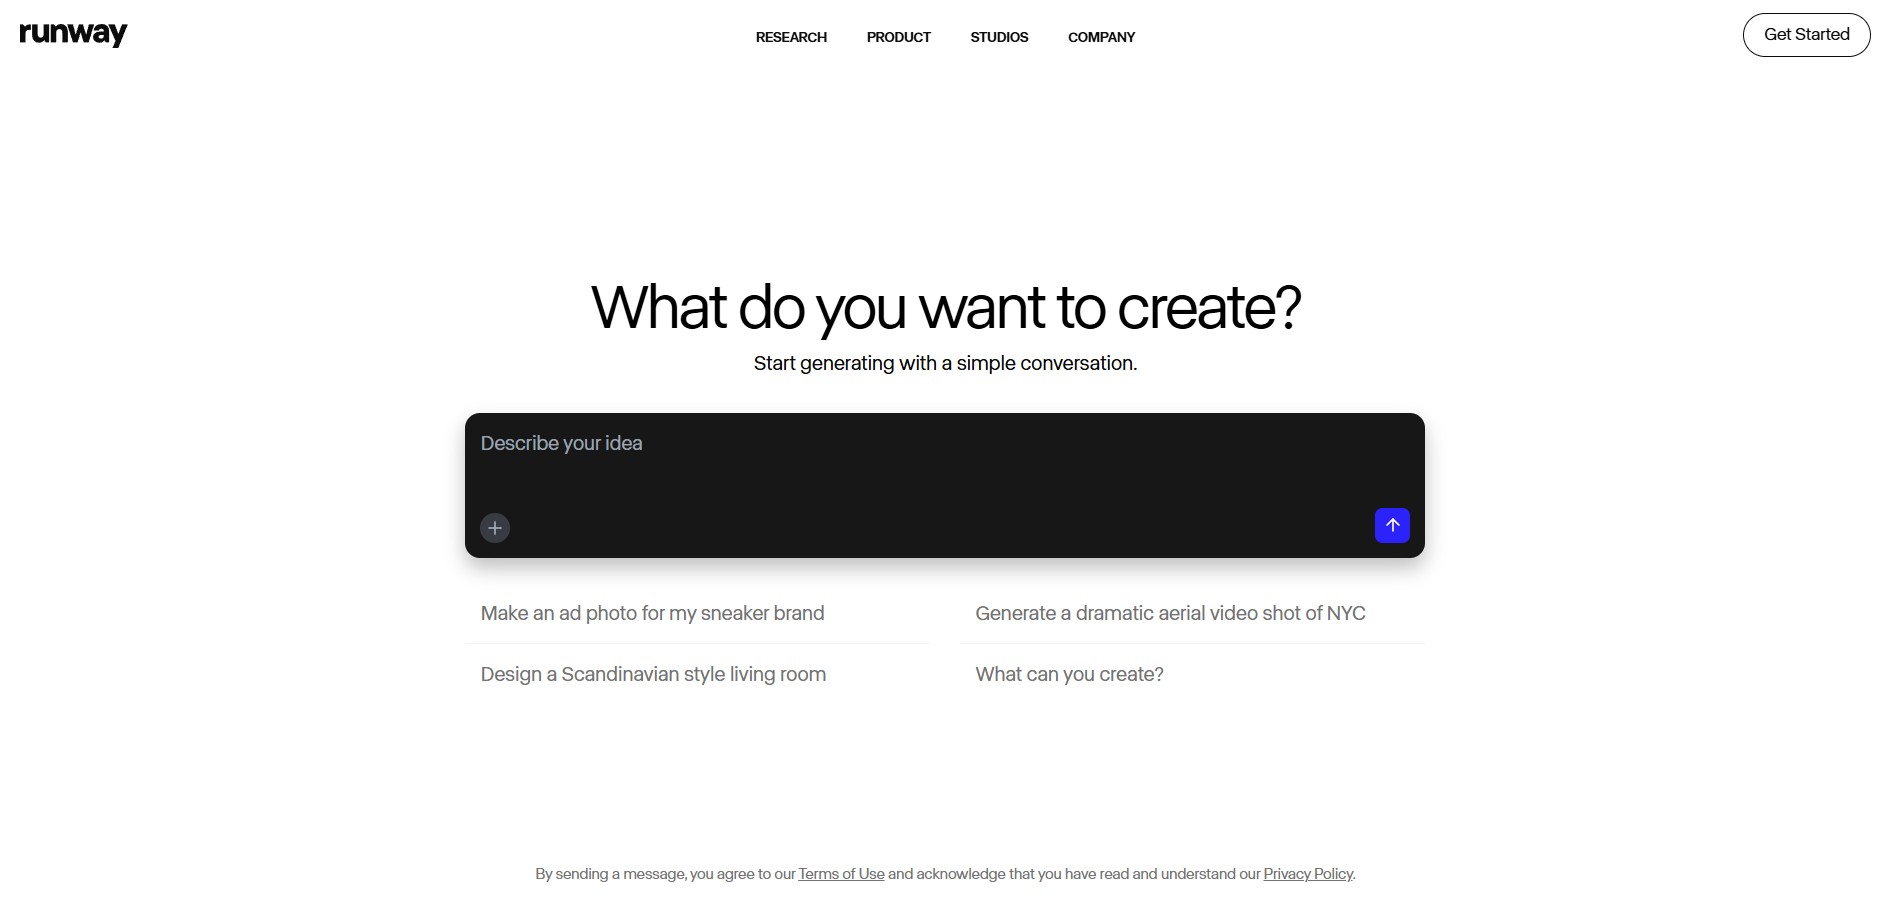 runway
RESEARCH
PRODUCT
STUDIOS
COMPANY
Get Started
What do you want to create?
Start generating with a simple conversation.
Describe your idea
Make an ad photo for my sneaker brand
Generate a dramatic aerial video shot of NYC
Design a Scandinavian style living room
What can you create?
By sending a message, you agree to our Terms of Use and acknowledge that you have read and understand our Privacy Policy.